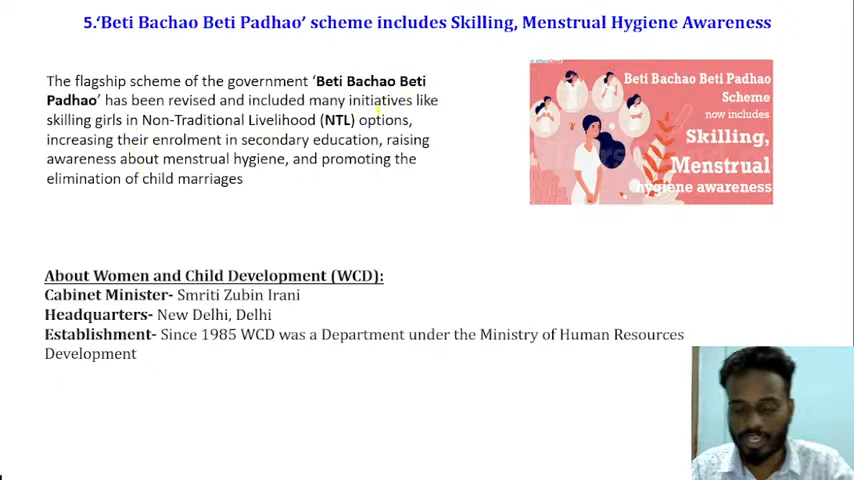 5.‘Beti Bachao Beti Padhao’ scheme includes Skilling, Menstrual Hygiene Awareness
The flagship scheme of the government ‘Beti Bachao Beti
Padhao’ has been revised and included many initiatives like
skilling girls in Non-Traditional Livelihood (NTL) options,
increasing their enrolment in secondary education, raising
awareness about menstrual hygiene, and promoting the
elimination of child marriages
Beti Bachao Beti Padhao
Scheme
now includes
Skilling,
Menstrual
hygiene awareness
About Women and Child Development (WCD):
Cabinet Minister- Smriti Zubin Irani
Headquarters- New Delhi, Delhi
Establishment- Since 1985 WCD was a Department under the Ministry of Human Resources
Development